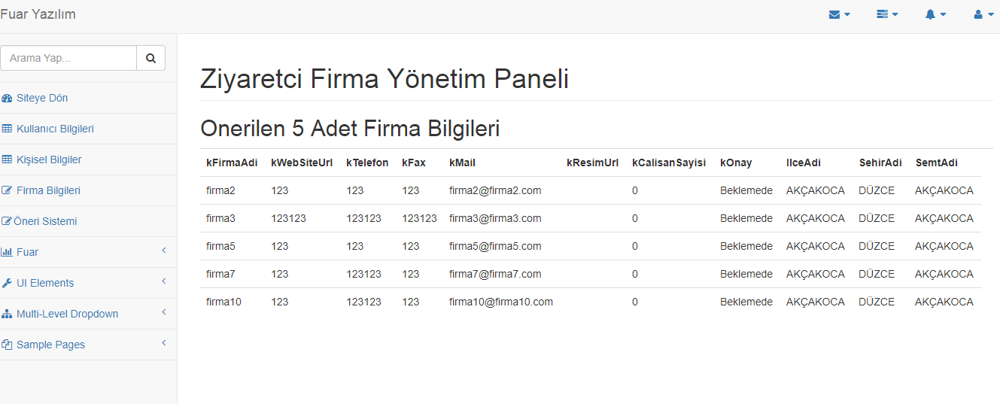 Fuar Yazılım
Arama Yap...
Siteye Dön
Kullanıcı Bilgileri
Kişisel Bilgiler
Firma Bilgileri
Öneri Sistemi
Fuar
UI Elements
Multi-Level Dropdown
Sample Pages
Ziyaretci Firma Yönetim Paneli
Onerilen 5 Adet Firma Bilgileri
kFirmaAdi kWebSiteUrl kTelefon kFax kMail kResimUrl kCalisanSayisi kOnay IlceAdi SehirAdi SemtAdi
firma2 123 123 123 firma2@firma2.com 0 Beklemede AKÇAKOCA DÜZCE AKÇAKOCA
firma3 123123 123123 123123 firma3@firma3.com 0 Beklemede AKÇAKOCA DÜZCE AKÇAKOCA
firma5 123 123 123 firma5@firma5.com 0 Beklemede AKÇAKOCA DÜZCE AKÇAKOCA
firma7 123 123123 123 firma7@firma7.com 0 Beklemede AKÇAKOCA DÜZCE AKÇAKOCA
firma10 123 123123 123 firma10@firma10.com 0 Beklemede AKÇAKOCA DÜZCE AKÇAKOCA